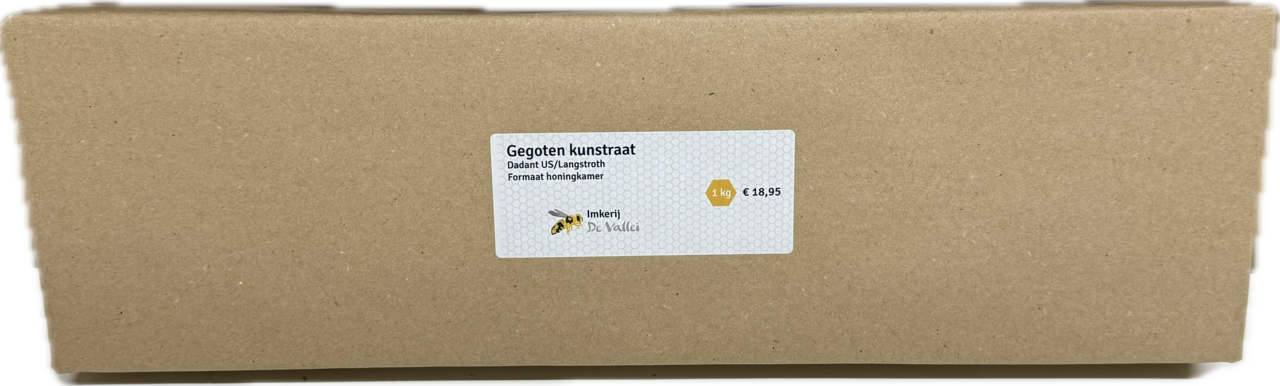 Gegoten kunstraat
Dadant US/Langstroth
Formaat honingkamer
1 kg € 18,95
Imkerij
De Vallei